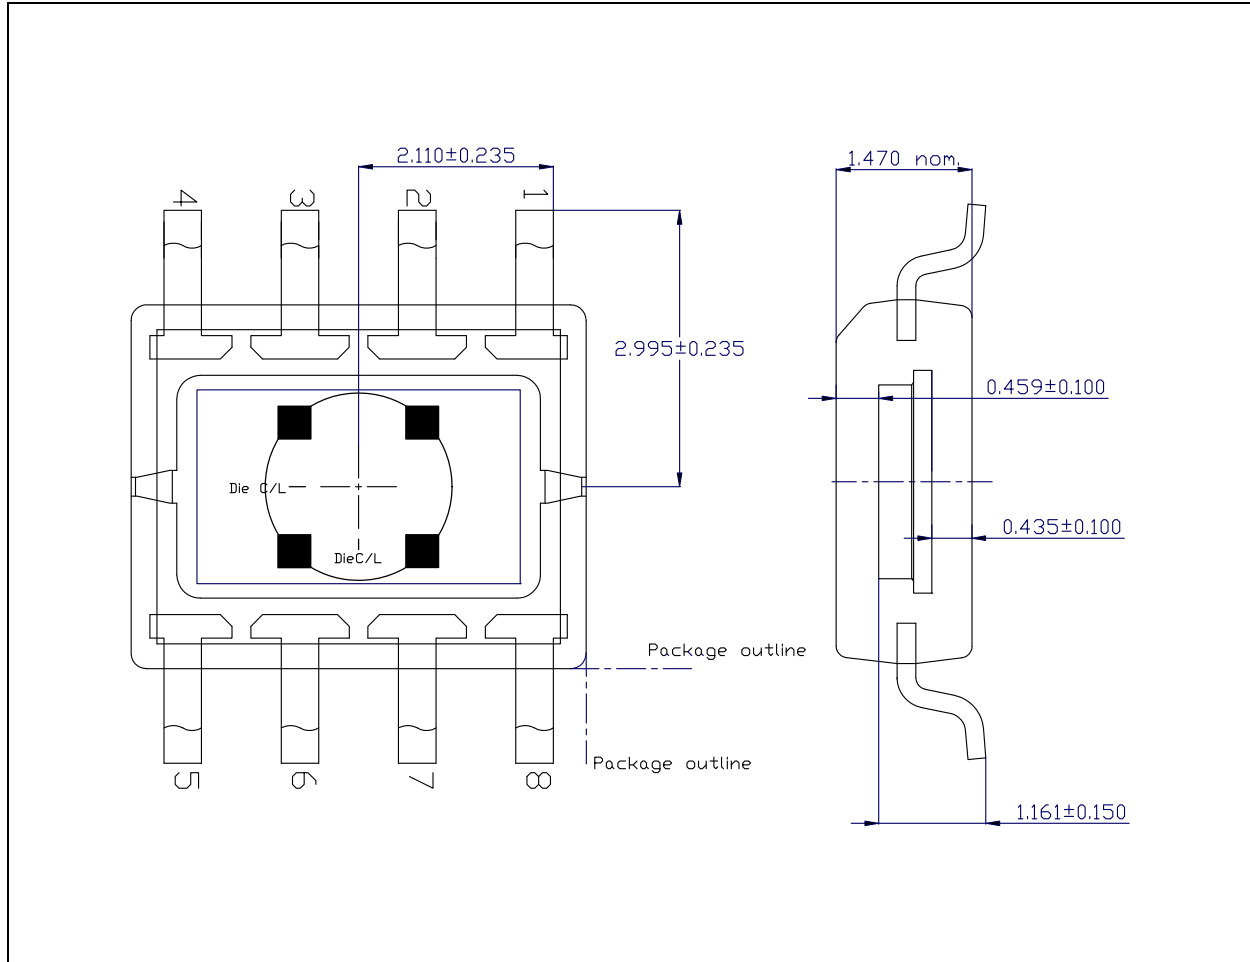 2.110±0.235
1.470 nom.
4
3
2
1
2.995±0.235
0.459±0.100
Die C/L
0.435±0.100
DieC/L
Package outline
Package outline
5
6
7
8
1.161±0.150